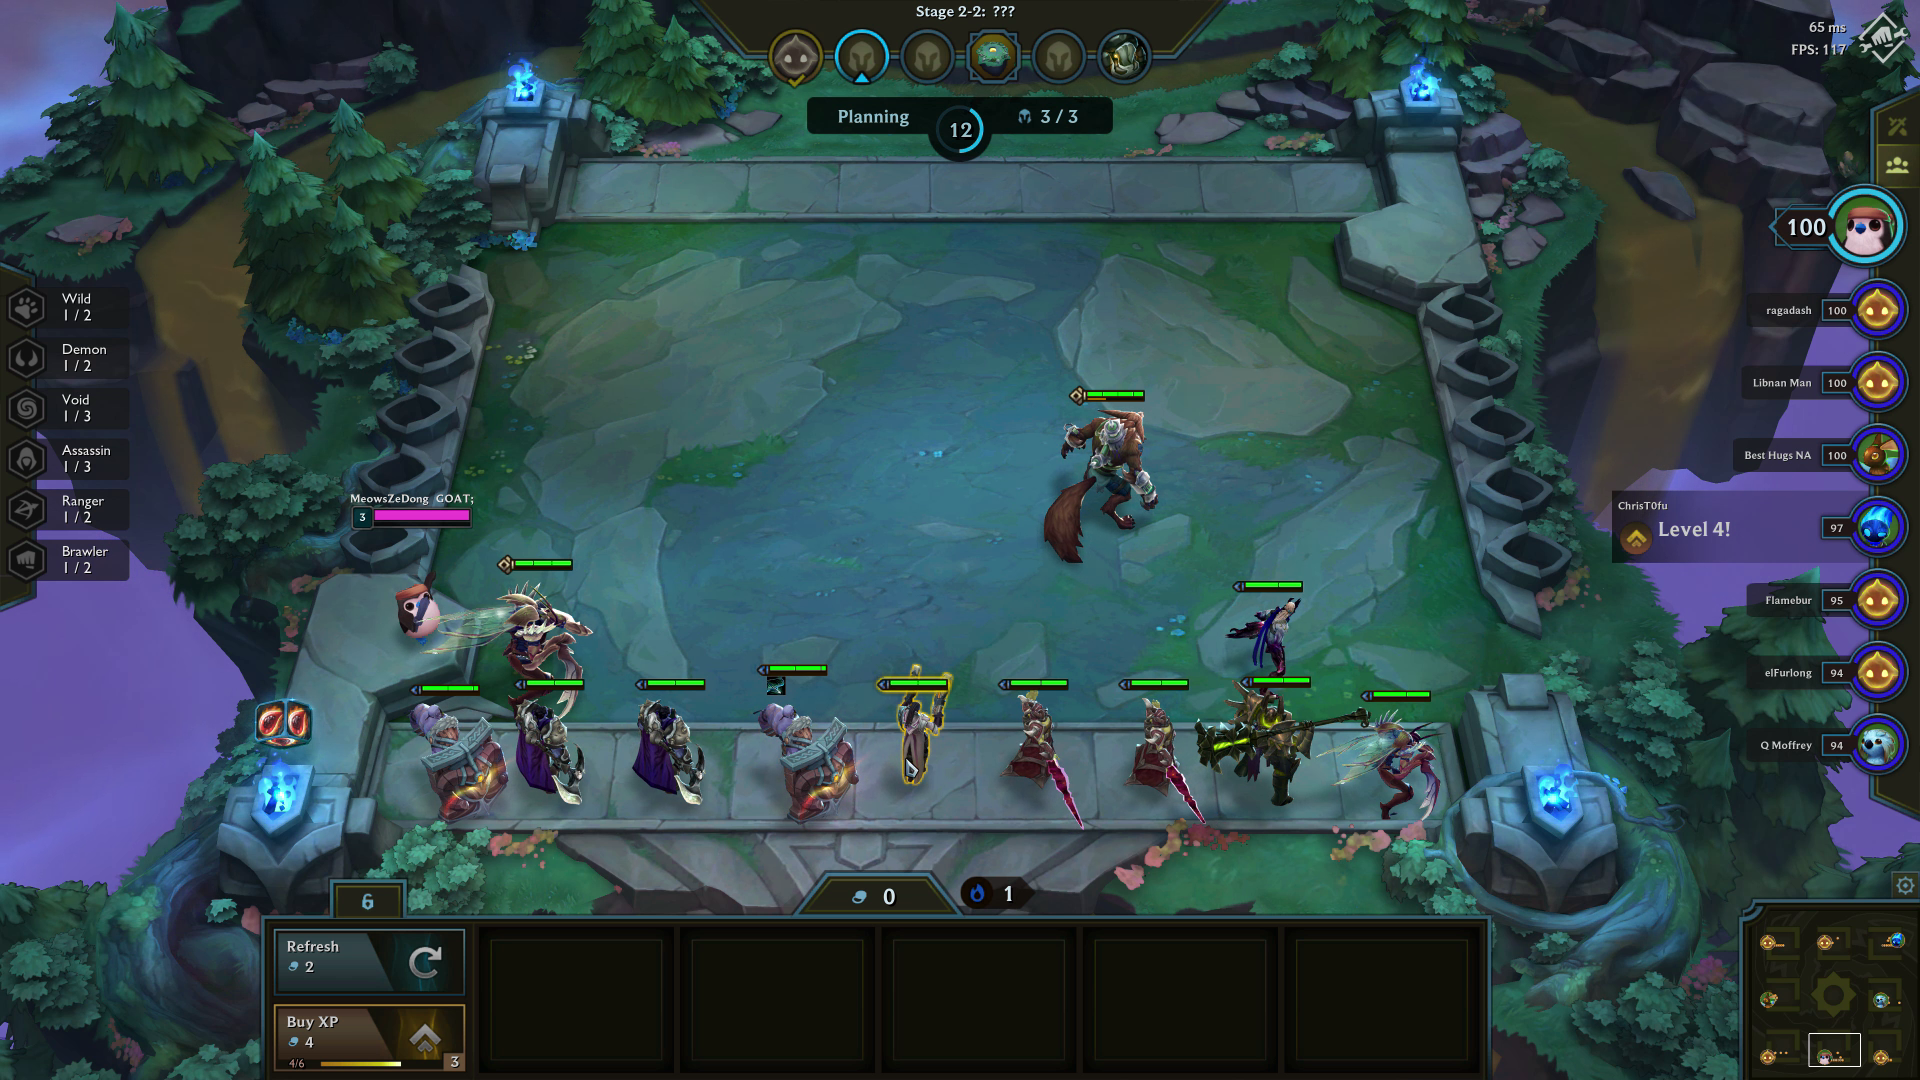 Stage 2-2: ???
65 ms
FPS: 117
Planning
12
3 / 3
100
Wild
1 / 2
Demon
1 / 2
Void
1 / 3
Assassin
1 / 3
Ranger
1 / 2
Brawler
1 / 2
ragadash
100
Libnan Man
100
Best Hugs NA
100
ChrisT0fu
Level 4!
97
Flamebur
95
elFurlong
94
Q Moffrey
94
MeowsZeDong GOAT;
3
6
0
1
Refresh
2
Buy XP
4
4/6
3